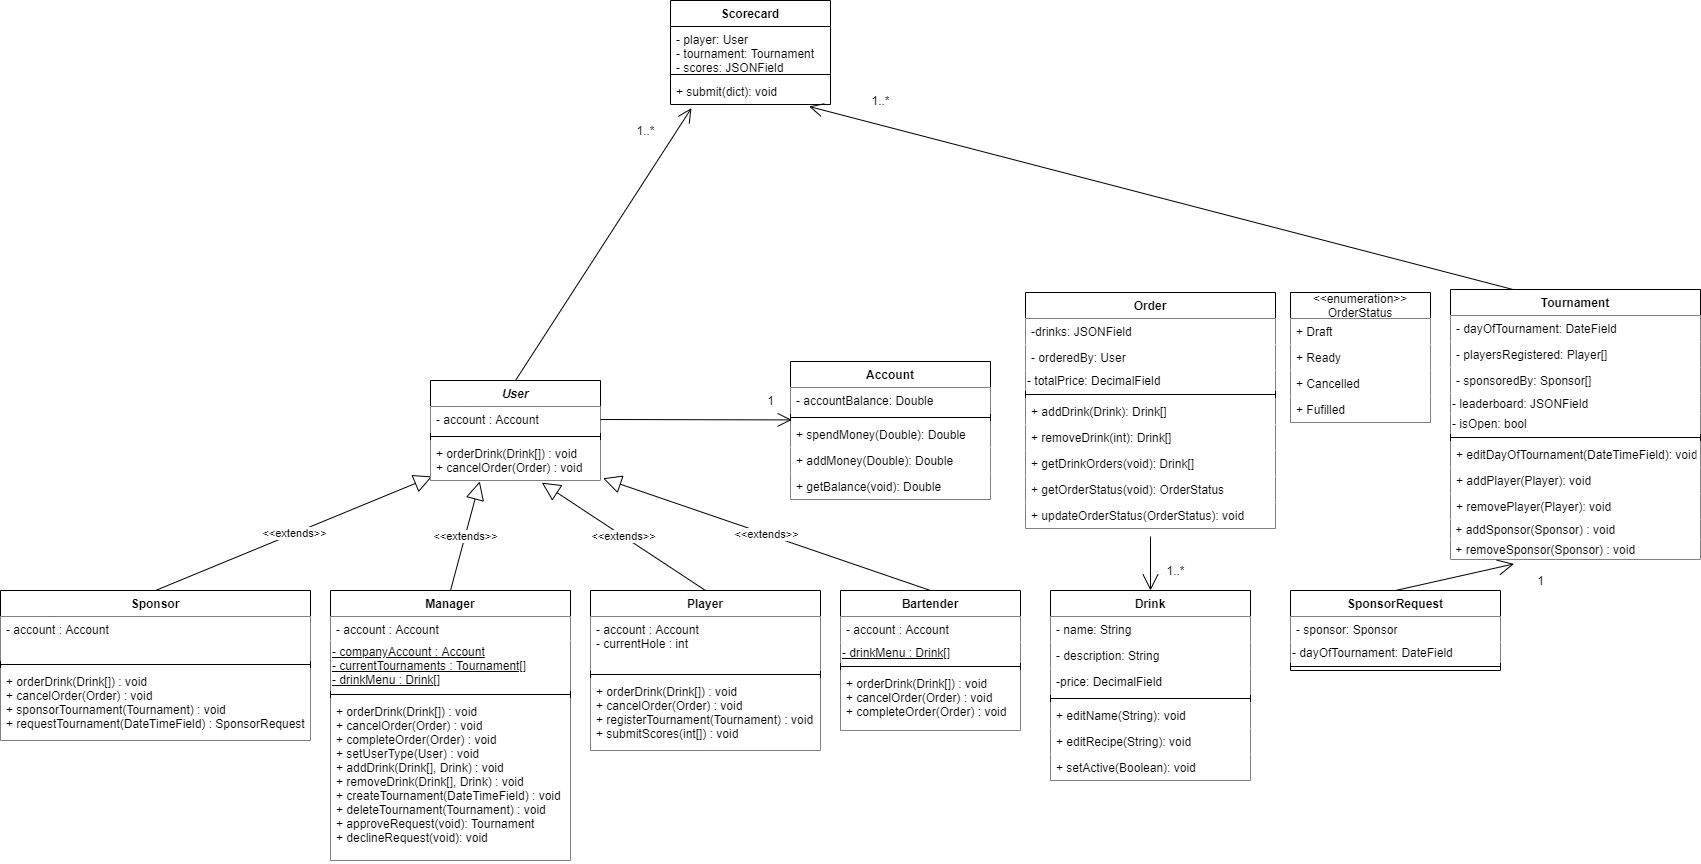 Scorecard
- player: User
- tournament: Tournament
- scores: JSONField
+ submit(dict): void
1..*
1..*
User
- account : Account
+ orderDrink(Drink[]) : void
+ cancelOrder(Order) : void
1
Account
- accountBalance: Double
+ spendMoney(Double): Double
+ addMoney(Double): Double
+ getBalance(void): Double
Order
-drinks: JSONField
- orderedBy: User
- totalPrice: DecimalField
+ addDrink(Drink): Drink[]
+ removeDrink(int): Drink[]
+ getDrinkOrders(void): Drink[]
+ getOrderStatus(void): OrderStatus
+ updateOrderStatus(OrderStatus): void
<<enumeration>>
OrderStatus
+ Draft
+ Ready
+ Cancelled
+ Fufilled
Tournament
- dayOfTournament: DateField
- playersRegistered: Player[]
- sponsoredBy: Sponsor[]
- leaderboard: JSONField
- isOpen: bool
+ editDayOfTournament(DateTimeField): void
+ addPlayer(Player): void
+ removePlayer(Player): void
+ addSponsor(Sponsor) : void
+ removeSponsor(Sponsor) : void
<<extends>>
<<extends>>
<<extends>>
<<extends>>
1..*
1
Sponsor
- account : Account
+ orderDrink(Drink[]) : void
+ cancelOrder(Order) : void
+ sponsorTournament(Tournament) : void
+ requestTournament(DateTimeField) : SponsorRequest
Manager
- account : Account
- companyAccount : Account
- currentTournaments : Tournament[]
- drinkMenu : Drink[]
+ orderDrink(Drink[]) : void
+ cancelOrder(Order) : void
+ completeOrder(Order) : void
+ setUserType(User) : void
+ addDrink(Drink[], Drink) : void
+ removeDrink(Drink[], Drink) : void
+ createTournament(DateTimeField) : void
+ deleteTournament(Tournament) : void
+ approveRequest(void): Tournament
+ declineRequest(void): void
Player
- account : Account
- currentHole : int
+ orderDrink(Drink[]) : void
+ cancelOrder(Order) : void
+ registerTournament(Tournament) : void
+ submitScores(int[]) : void
Bartender
- account : Account
- drinkMenu : Drink[]
+ orderDrink(Drink[]) : void
+ cancelOrder(Order) : void
+ completeOrder(Order) : void
Drink
- name: String
- description: String
-price: DecimalField
+ editName(String): void
+ editRecipe(String): void
+ setActive(Boolean): void
SponsorRequest
- sponsor: Sponsor
- dayOfTournament: DateField